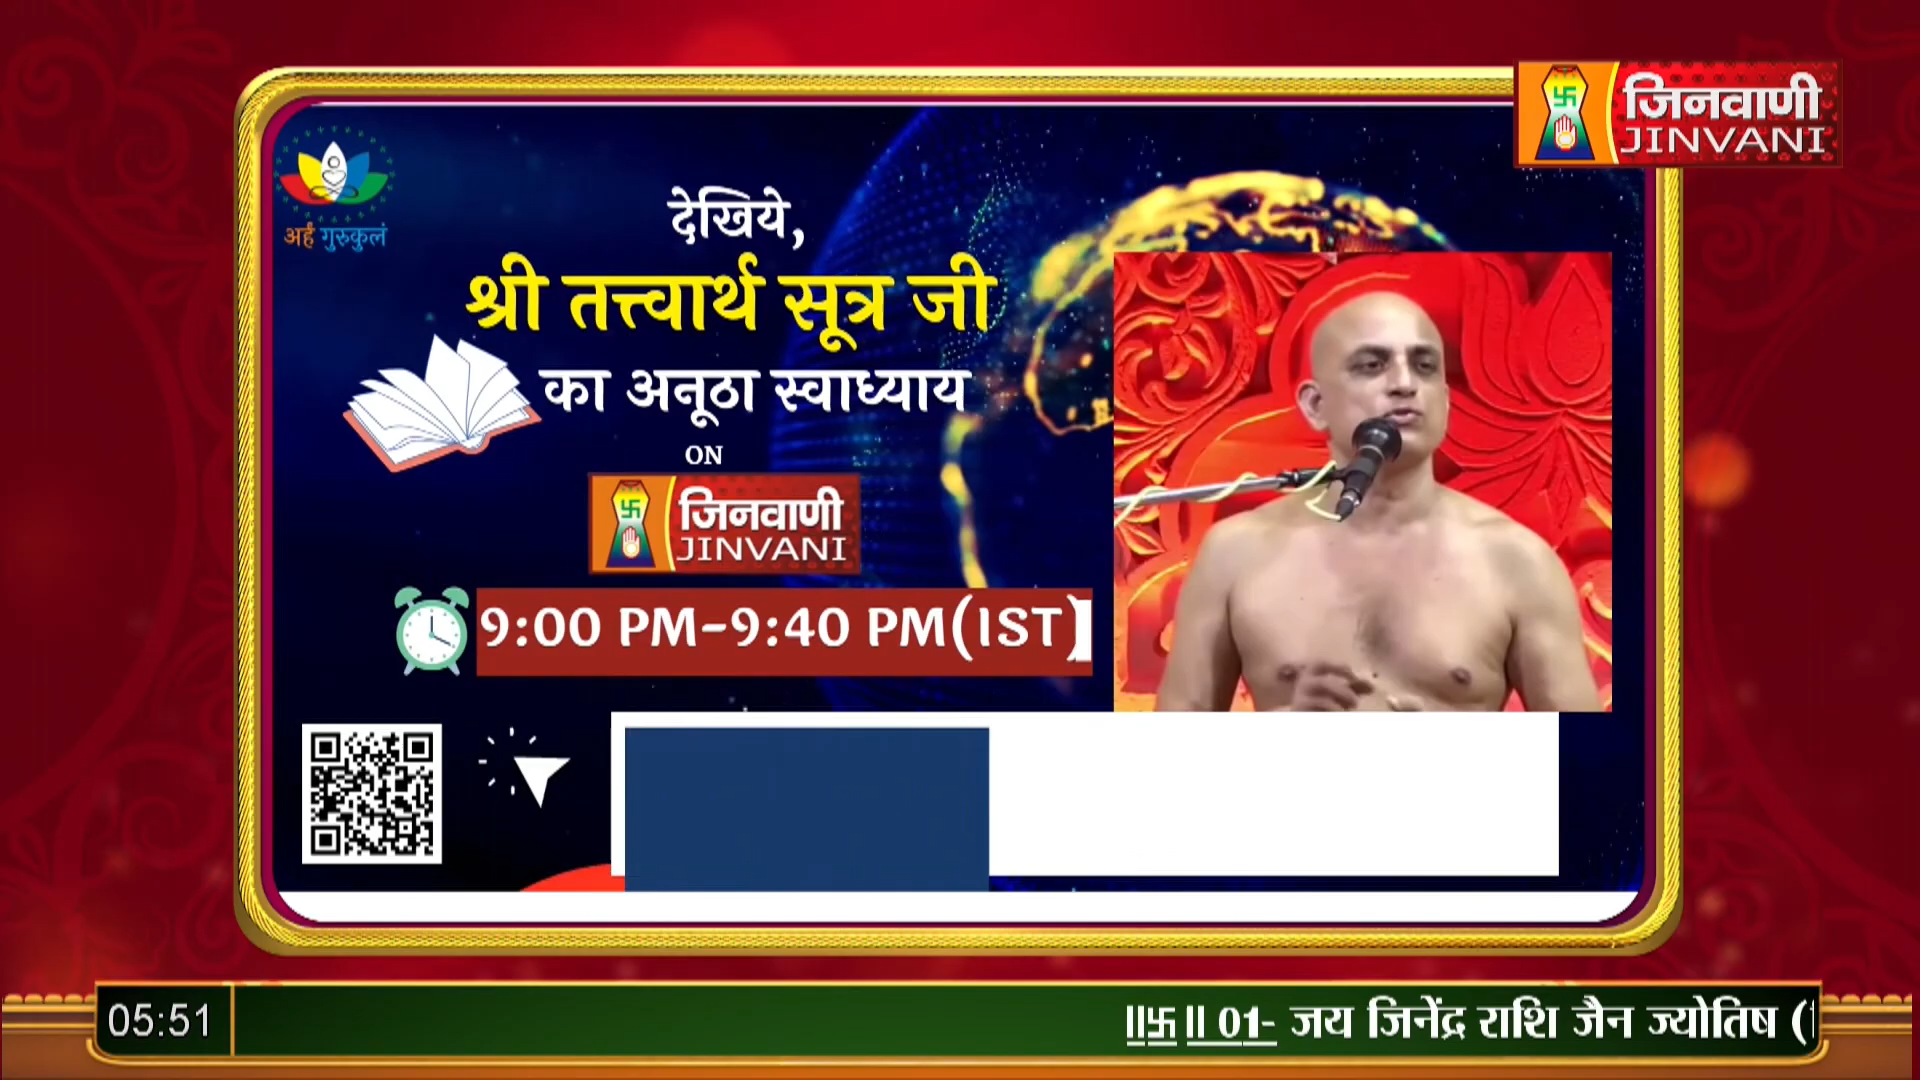 जिनवाणी
JINVANI
अर्हं गुरुकुलं
देखिये,
श्री तत्त्वार्थ सूत्र जी
का अनूठा स्वाध्याय
ON
जिनवाणी
JINVANI
9:00 PM-9:40 PM(IST)
05:51
॥卐॥ 01- जय जिनेंद्र राशि जैन ज्योतिष (